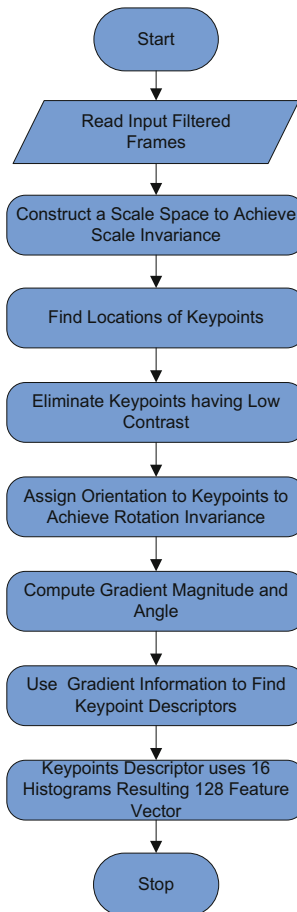 Start
Read Input Filtered
Frames
Construct a Scale Space to Achieve
Scale Invariance
Find Locations of Keypoints
Eliminate Keypoints having Low
Contrast
Assign Orientation to Keypoints to
Achieve Rotation Invariance
Compute Gradient Magnitude and
Angle
Use Gradient Information to Find
Keypoint Descriptors
Keypoints Descriptor uses 16
Histograms Resulting 128 Feature
Vector
Stop